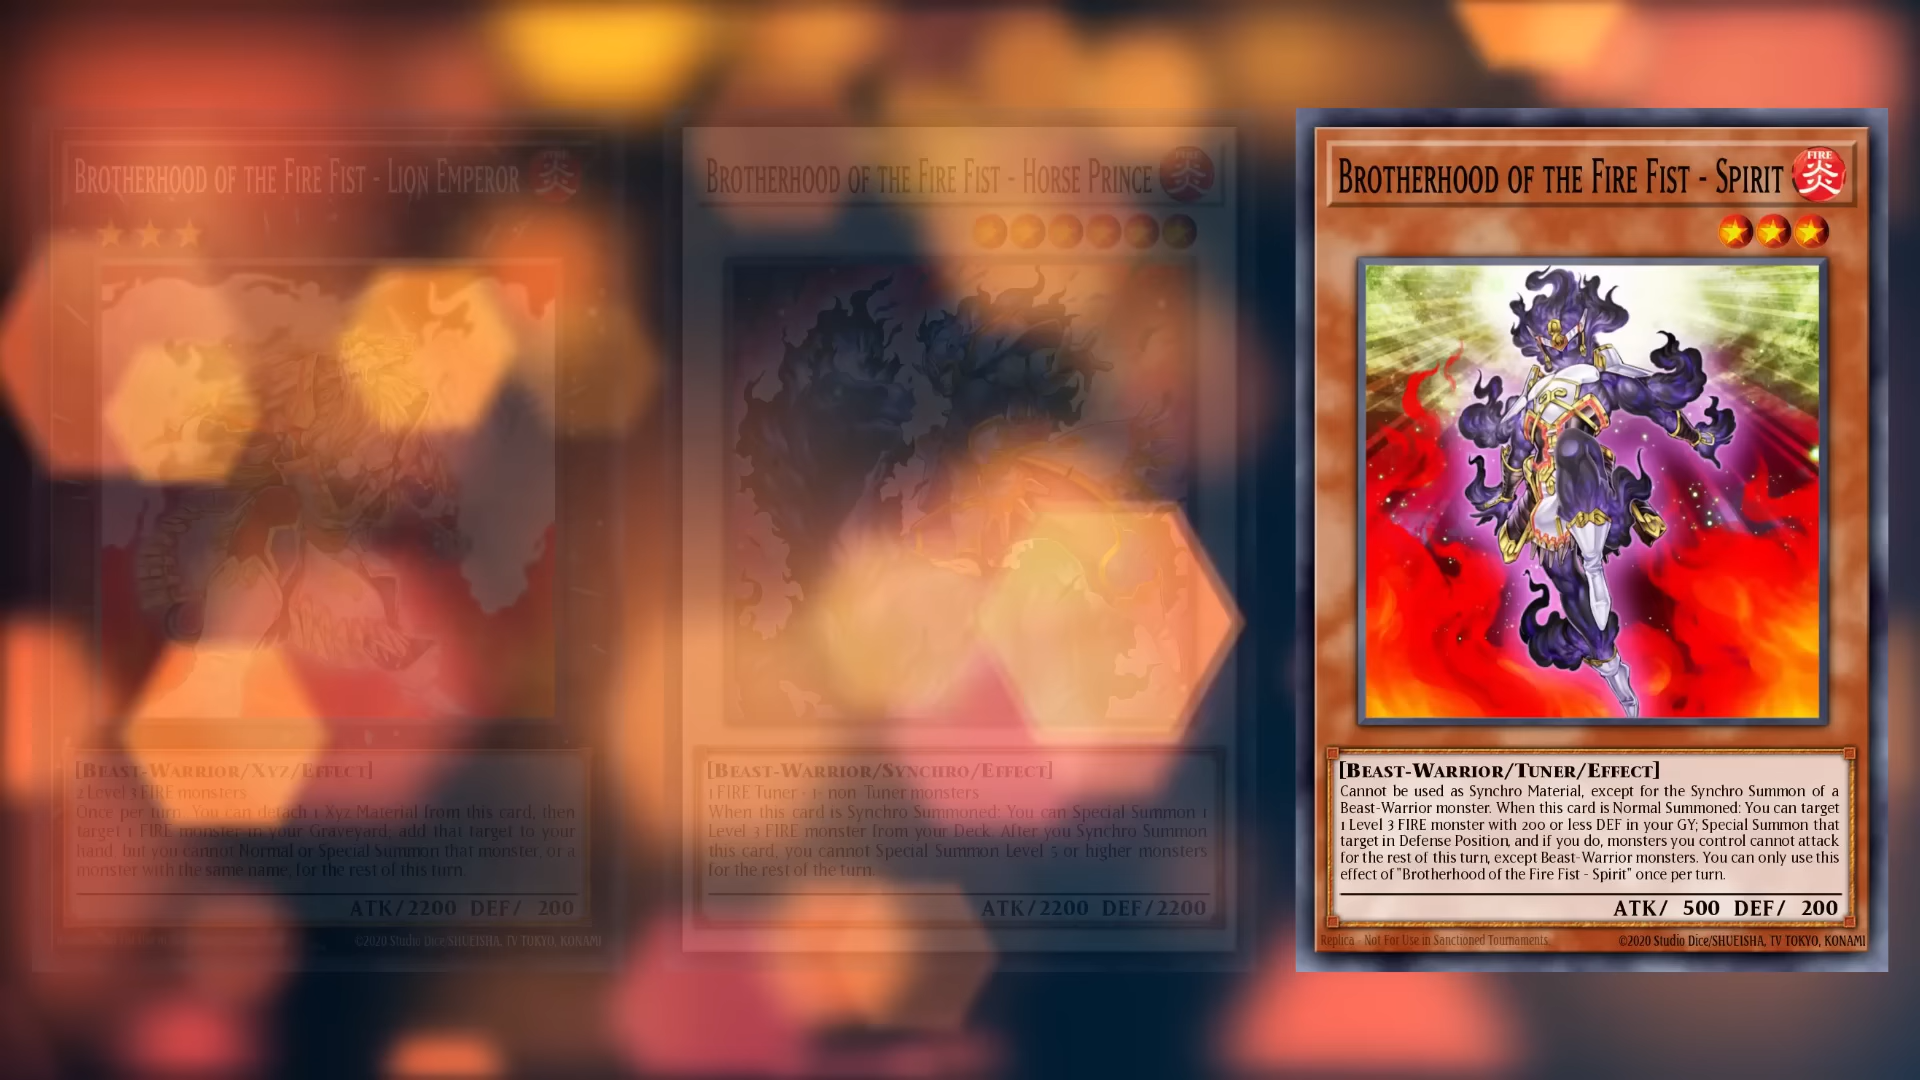 Brotherhood of the Fire Fist - Lion Emperor 炎
[Beast-Warrior/Xyz/Effect]
2 Level 3 FIRE monsters
Once per turn: You can detach 1 Xyz Material from this card, then
target 1 FIRE monster in your Graveyard; add that target to your
hand, but you cannot Normal or Special Summon that monster, or a
monster with the same name, for the rest of this turn.
ATK/2200 DEF/ 200
©2020 Studio Dice/SHUEISHA, TV TOKYO, KONAMI
Brotherhood of the Fire Fist - Horse Prince 炎
[Beast-Warrior/Synchro/Effect]
1 FIRE Tuner + 1+ non-Tuner monsters
When this card is Synchro Summoned: You can Special Summon 1
Level 3 FIRE monster from your Deck. After you Synchro Summon
this card, you cannot Special Summon Level 5 or higher monsters
for the rest of the turn.
ATK/2200 DEF/2200
Brotherhood of the Fire Fist - Spirit FIRE 炎
[Beast-Warrior/Tuner/Effect]
Cannot be used as Synchro Material, except for the Synchro Summon of a
Beast-Warrior monster. When this card is Normal Summoned: You can target
1 Level 3 FIRE monster with 200 or less DEF in your GY; Special Summon that
target in Defense Position, and if you do, monsters you control cannot attack
for the rest of this turn, except Beast-Warrior monsters. You can only use this
effect of "Brotherhood of the Fire Fist - Spirit" once per turn.
ATK/ 500 DEF/ 200
Replica - Not For Use in Sanctioned Tournaments. ©2020 Studio Dice/SHUEISHA, TV TOKYO, KONAMI